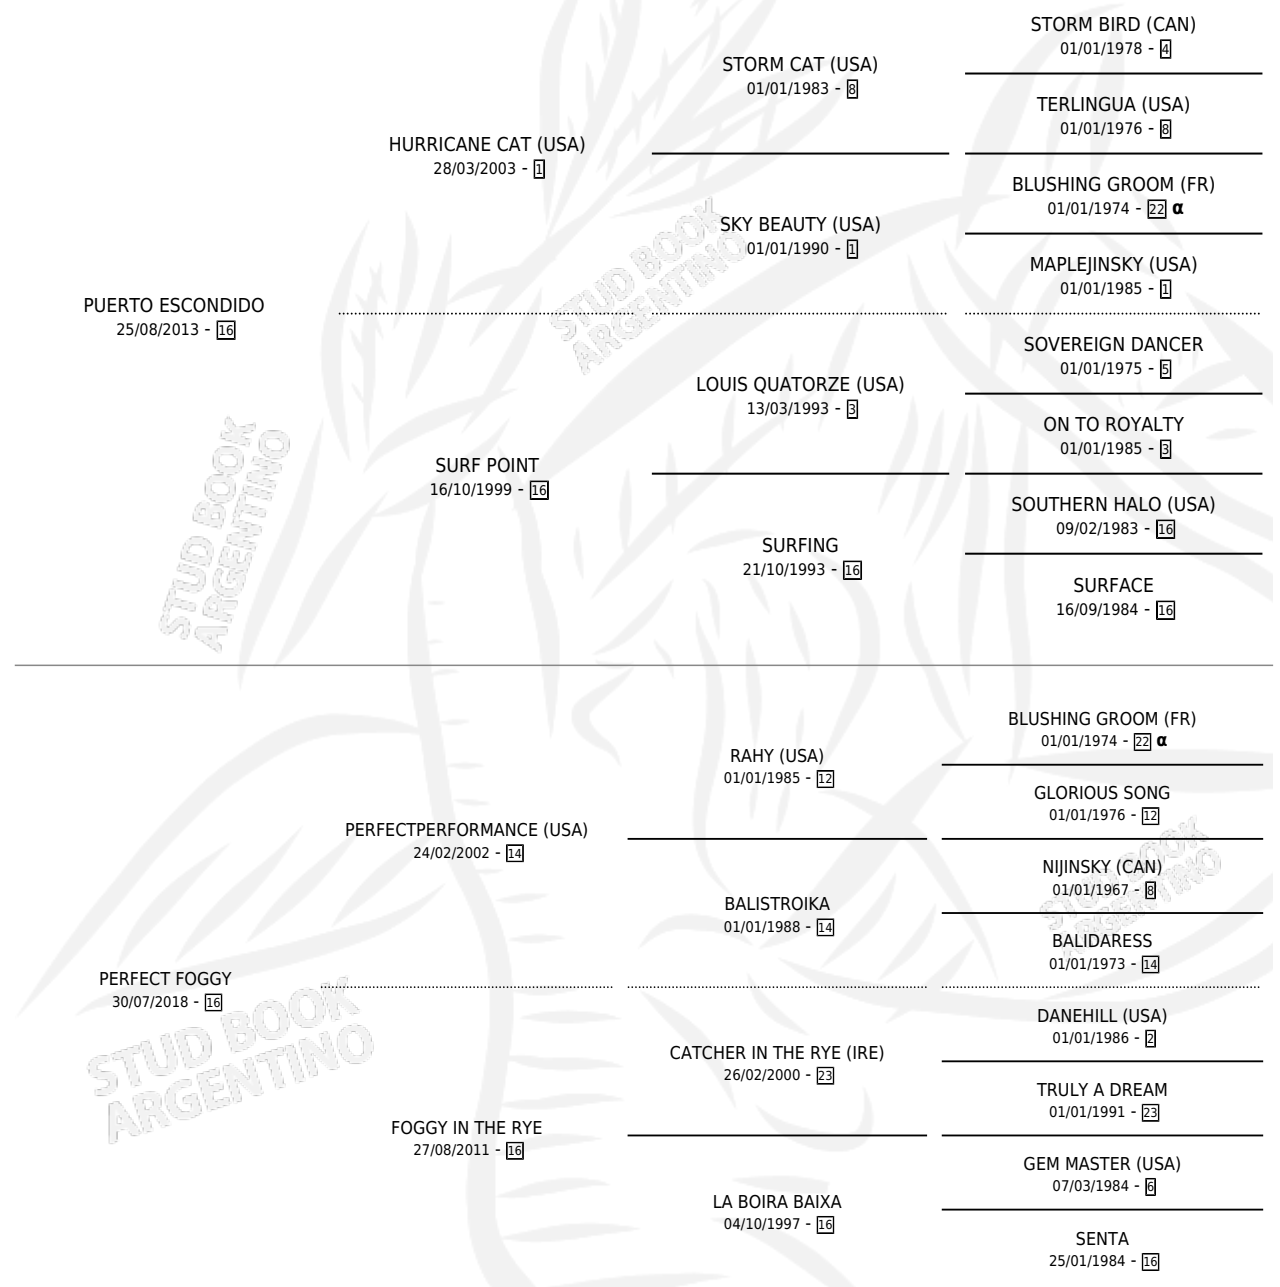 STORM BIRD (CAN)
01/01/1978 - 4
STORM CAT (USA)
01/01/1983 - 8
TERLINGUA (USA)
01/01/1976 - 8
HURRICANE CAT (USA)
28/03/2003 - 1
BLUSHING GROOM (FR)
01/01/1974 - 22 α
SKY BEAUTY (USA)
01/01/1990 - 1
MAPLEJINSKY (USA)
01/01/1985 - 1
PUERTO ESCONDIDO
25/08/2013 - 16
SOVEREIGN DANCER
01/01/1975 - 5
LOUIS QUATORZE (USA)
13/03/1993 - 3
ON TO ROYALTY
01/01/1985 - 3
SURF POINT
16/10/1999 - 16
SOUTHERN HALO (USA)
09/02/1983 - 16
SURFING
21/10/1993 - 16
SURFACE
16/09/1984 - 16
BLUSHING GROOM (FR)
01/01/1974 - 22 α
RAHY (USA)
01/01/1985 - 12
GLORIOUS SONG
01/01/1976 - 12
PERFECTPERFORMANCE (USA)
24/02/2002 - 14
NIJINSKY (CAN)
01/01/1967 - 8
BALISTROIKA
01/01/1988 - 14
BALIDARESS
01/01/1973 - 14
PERFECT FOGGY
30/07/2018 - 16
DANEHILL (USA)
01/01/1986 - 2
CATCHER IN THE RYE (IRE)
26/02/2000 - 23
TRULY A DREAM
01/01/1991 - 23
FOGGY IN THE RYE
27/08/2011 - 16
GEM MASTER (USA)
07/03/1984 - 6
LA BOIRA BAIXA
04/10/1997 - 16
SENTA
25/01/1984 - 16
STUD BOOK
ARGENTINO
STUD BOOK
ARGENTINO
STUD BOOK
ARGENTINO
STUD BOOK
ARGENTINO